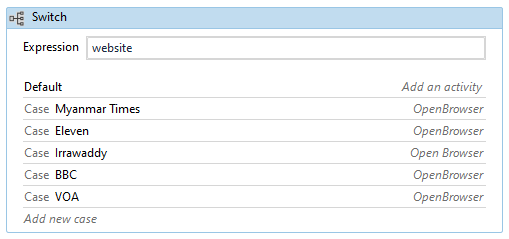 Switch
Expression website
Default Add an activity
Case Myanmar Times OpenBrowser
Case Eleven OpenBrowser
Case Irrawaddy Open Browser
Case BBC OpenBrowser
Case VOA OpenBrowser
Add new case